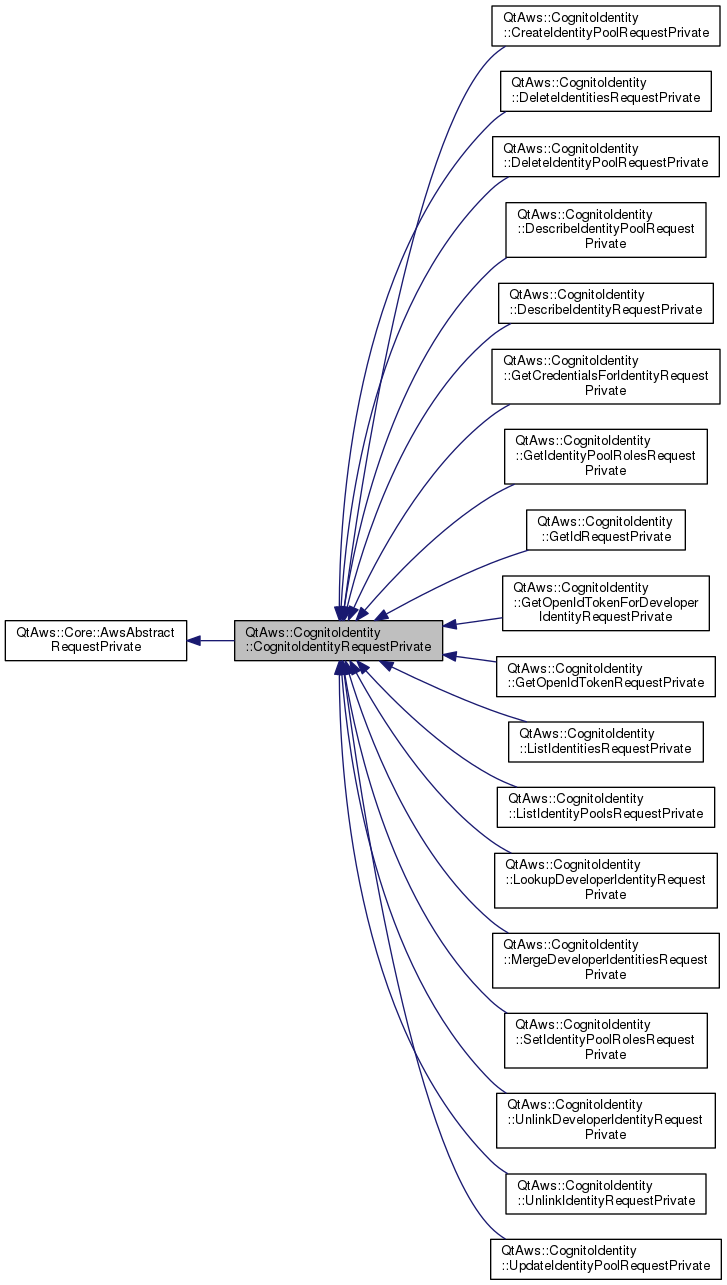 QtAws::CognitoIdentity
::CreateIdentityPoolRequestPrivate
QtAws::CognitoIdentity
::DeleteIdentitiesRequestPrivate
QtAws::CognitoIdentity
::DeleteIdentityPoolRequestPrivate
QtAws::CognitoIdentity
::DescribeIdentityPoolRequest
Private
QtAws::CognitoIdentity
::DescribeIdentityRequestPrivate
QtAws::CognitoIdentity
::GetCredentialsForIdentityRequest
Private
QtAws::CognitoIdentity
::GetIdentityPoolRolesRequest
Private
QtAws::CognitoIdentity
::GetIdRequestPrivate
QtAws::CognitoIdentity
::GetOpenIdTokenForDeveloper
IdentityRequestPrivate
QtAws::Core::AwsAbstract
RequestPrivate
QtAws::CognitoIdentity
::CognitoIdentityRequestPrivate
QtAws::CognitoIdentity
::GetOpenIdTokenRequestPrivate
QtAws::CognitoIdentity
::ListIdentitiesRequestPrivate
QtAws::CognitoIdentity
::ListIdentityPoolsRequestPrivate
QtAws::CognitoIdentity
::LookupDeveloperIdentityRequest
Private
QtAws::CognitoIdentity
::MergeDeveloperIdentitiesRequest
Private
QtAws::CognitoIdentity
::SetIdentityPoolRolesRequest
Private
QtAws::CognitoIdentity
::UnlinkDeveloperIdentityRequest
Private
QtAws::CognitoIdentity
::UnlinkIdentityRequestPrivate
QtAws::CognitoIdentity
::UpdateIdentityPoolRequestPrivate